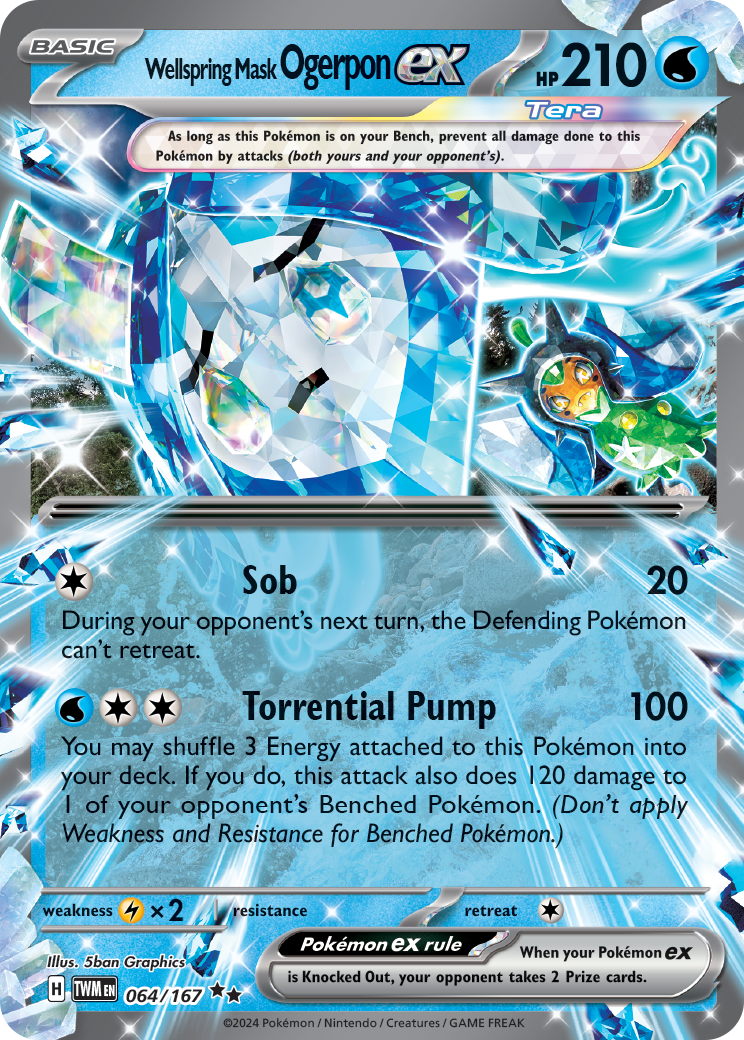 BASIC
Wellspring Mask Ogerpon ex HP 210
Tera
As long as this Pokémon is on your Bench, prevent all damage done to this
Pokémon by attacks (both yours and your opponent's).
Sob 20
During your opponent's next turn, the Defending Pokémon
can't retreat.
Torrential Pump 100
You may shuffle 3 Energy attached to this Pokémon into
your deck. If you do, this attack also does 120 damage to
1 of your opponent's Benched Pokémon. (Don't apply
Weakness and Resistance for Benched Pokémon.)
weakness ×2 resistance retreat
Illus. 5ban Graphics
H TWM EN 064/167 ★★
Pokémon ex rule
When your Pokémon ex
is Knocked Out, your opponent takes 2 Prize cards.
©2024 Pokémon / Nintendo / Creatures / GAME FREAK